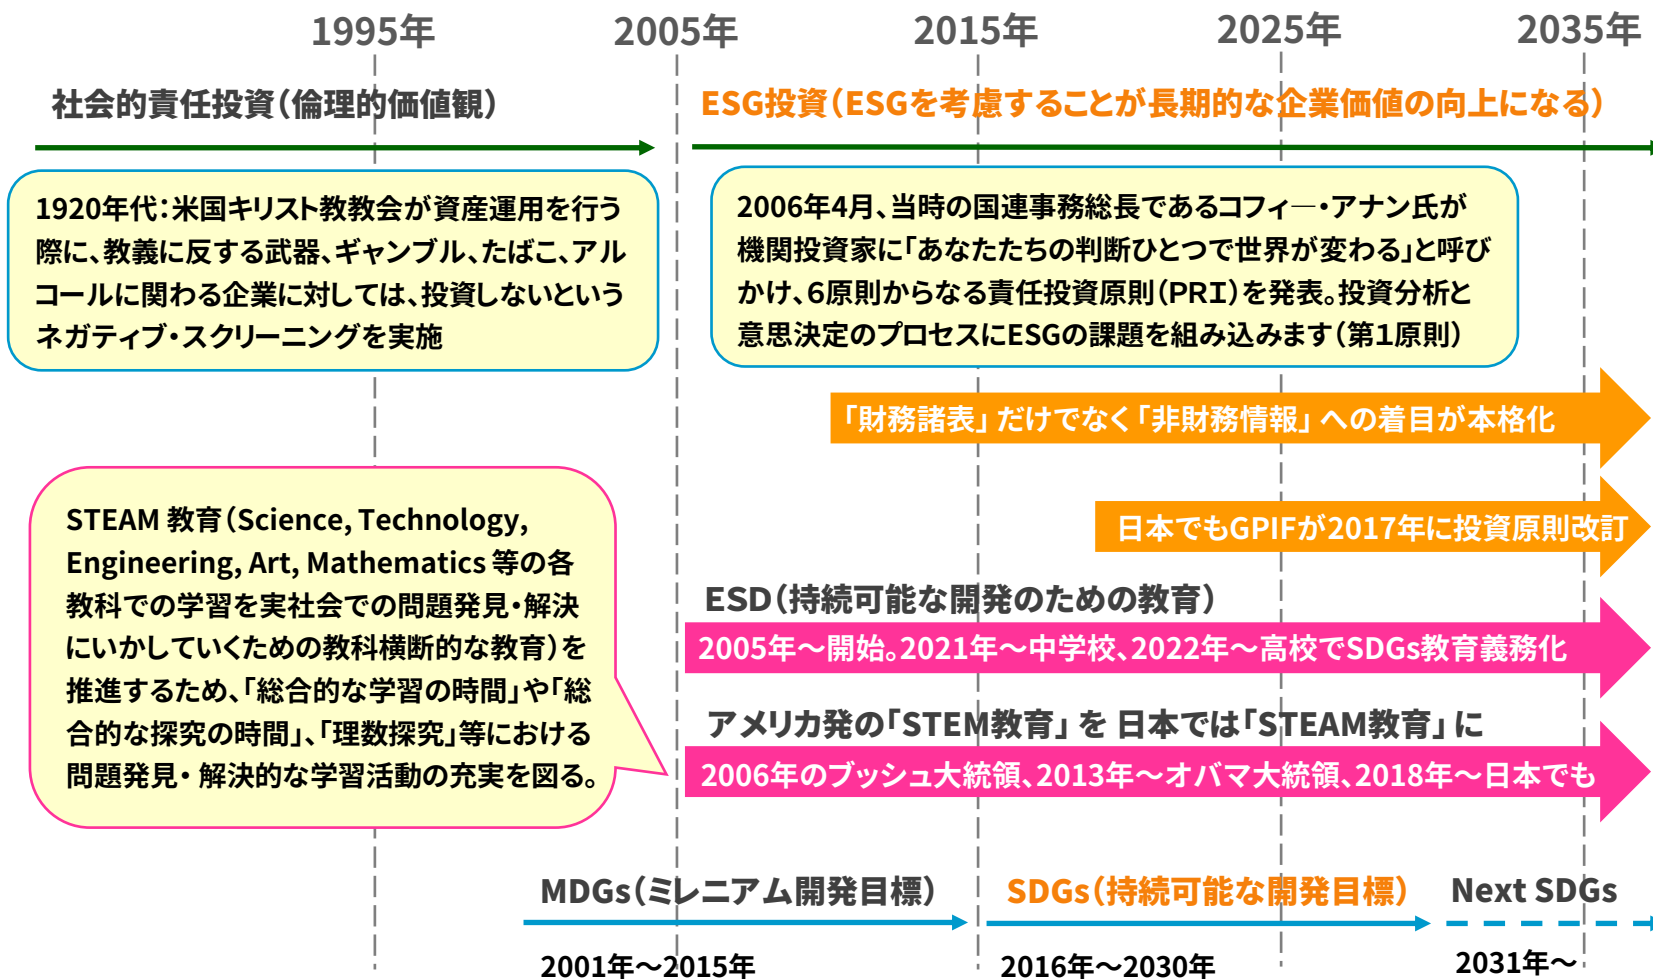 1995年
2005年
2015年
2025年
2035年
社会的責任投資（倫理的価値観）
ESG投資（ESGを考慮することが長期的な企業価値の向上になる）
1920年代：米国キリスト教教会が資産運用を行う
際に、教義に反する武器、ギャンブル、たばこ、アル
コールに関わる企業に対しては、投資しないという
ネガティブ・スクリーニングを実施
2006年4月、当時の国連事務総長であるコフィ―・アナン氏が
機関投資家に「あなたたちの判断ひとつで世界が変わる」と呼び
かけ、６原則からなる責任投資原則（PRI）を発表。投資分析と
意思決定のプロセスにESGの課題を組み込みます（第１原則）
「財務諸表」だけでなく「非財務情報」への着目が本格化
日本でもGPIFが2017年に投資原則改訂
STEAM 教育（Science, Technology,
Engineering, Art, Mathematics 等の各
教科での学習を実社会での問題発見・解決
にいかしていくための教科横断的な教育）を
推進するため、「総合的な学習の時間」や「総
合的な探究の時間」、「理数探究」等における
問題発見・ 解決的な学習活動の充実を図る。
ESD（持続可能な開発のための教育）
2005年～開始。2021年～中学校、2022年～高校でSDGs教育義務化
アメリカ発の「STEM教育」を 日本では「STEAM教育」に
2006年のブッシュ大統領、2013年～オバマ大統領、2018年～日本でも
MDGs（ミレニアム開発目標）
SDGs（持続可能な開発目標）
Next SDGs
2001年～2015年
2016年～2030年
2031年～